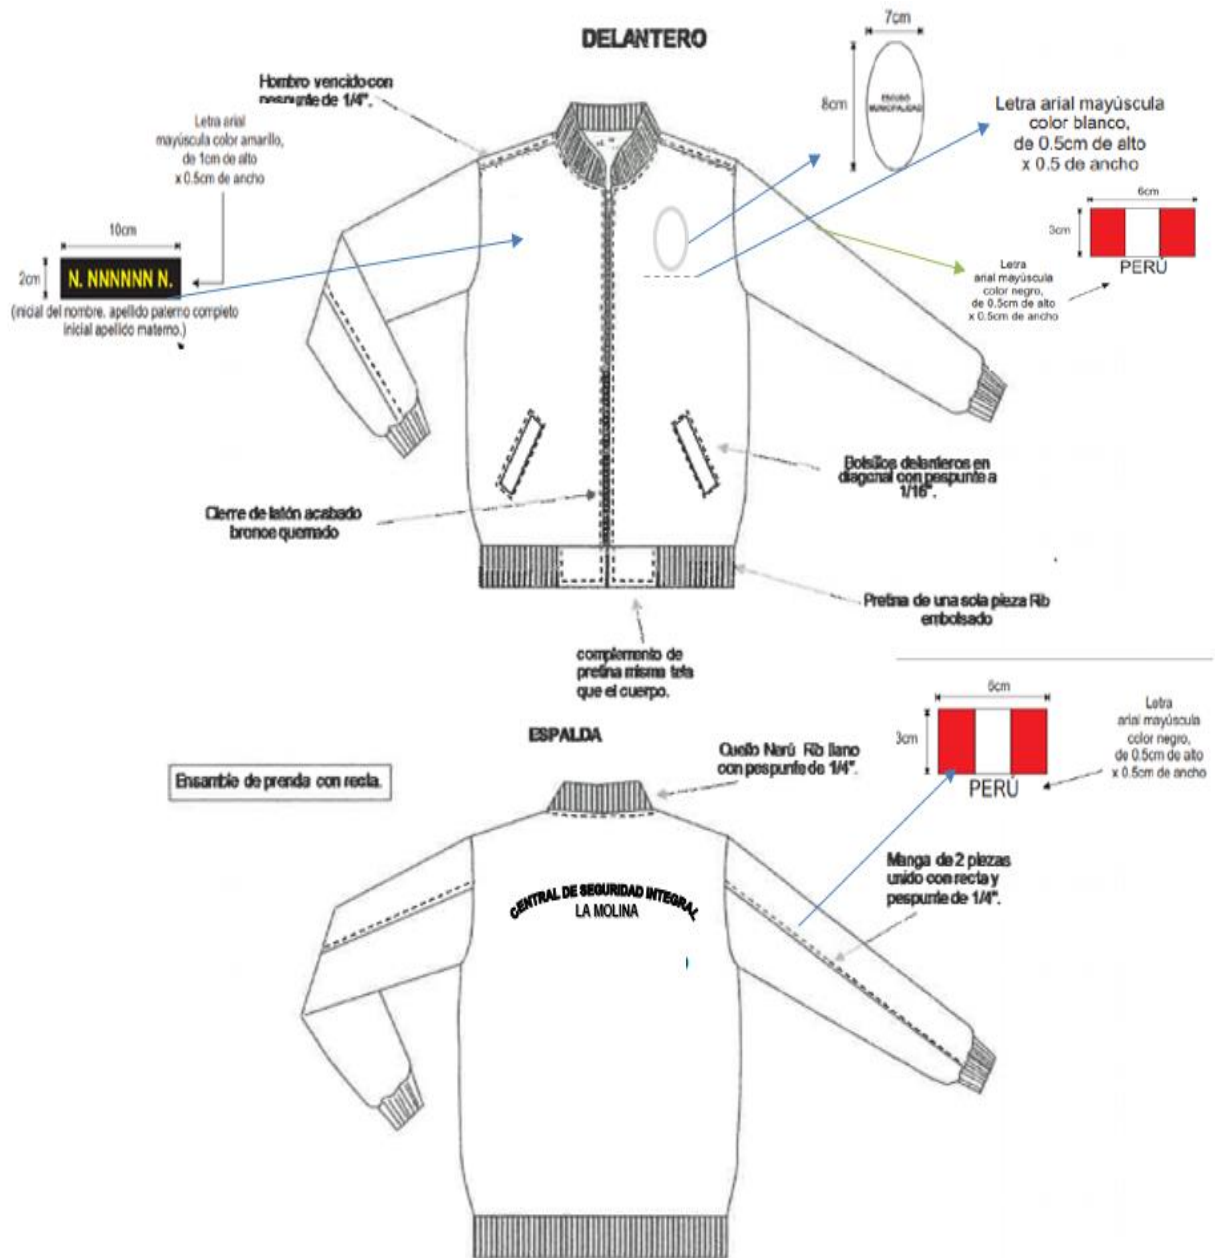 DELANTERO
7cm
8cm
ESCUDO
MUNICIPALIDAD
Hombro vencido con
pespunte de 1/4".
Letra arial
mayúscula color amarillo,
de 1cm de alto
x 0.5cm de ancho
Letra arial mayúscula
color blanco,
de 0.5cm de alto
x 0.5 de ancho
6cm
3cm
PERÚ
Letra
arial mayúscula
color negro,
de 0.5cm de alto
x 0.5cm de ancho
10cm
2cm
N. NNNNNN N.
(inicial del nombre. apellido paterno completo
inicial apellido materno.)
Bolsillos delanteros en
diagonal con pespunte a
1/16".
Cierre de latón acabado
bronce quemado
Pretina de una sola pieza Rib
embolsado
complemento de
pretina misma tela
que el cuerpo.
ESPALDA
Ensamble de prenda con recta.
Cuello Nerú Rib llano
con pespunte de 1/4".
6cm
3cm
PERÚ
Letra
arial mayúscula
color negro,
de 0.5cm de alto
x 0.5cm de ancho
Manga de 2 piezas
unido con recta y
pespunte de 1/4".
CENTRAL DE SEGURIDAD INTEGRAL
LA MOLINA